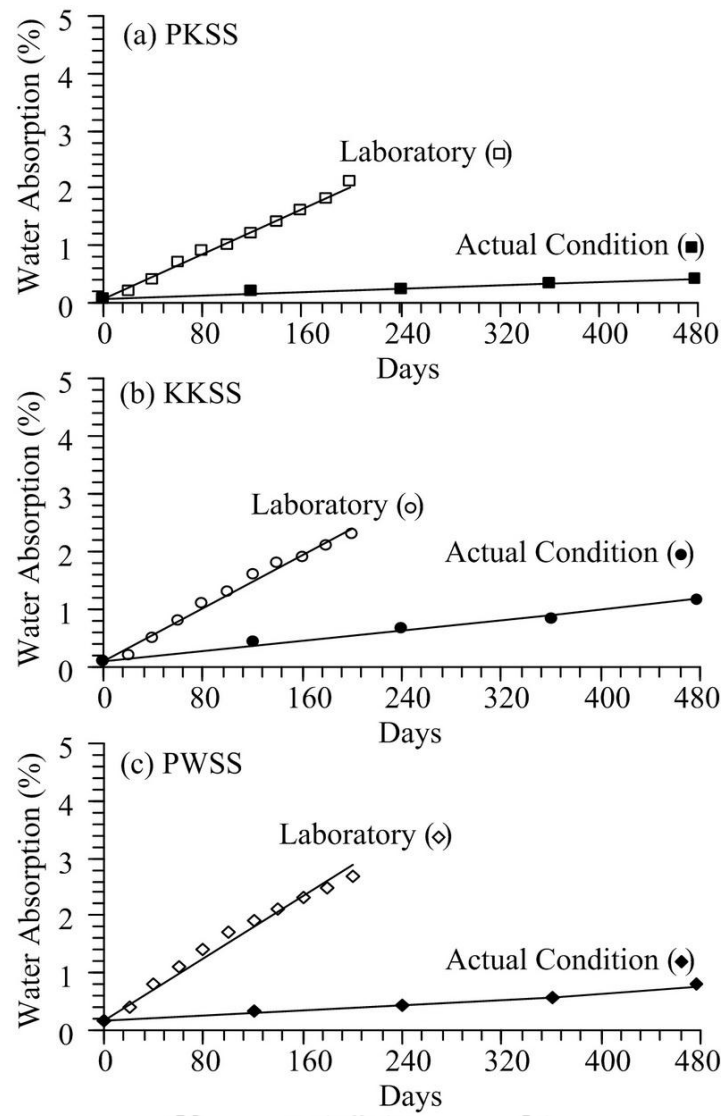 (a) PKSS
Water Absorption (%)
5
4
3
2
1
0
Laboratory (□)
Actual Condition (■)
0 80 160 240 320 400 480
Days
(b) KKSS
Water Absorption (%)
5
4
3
2
1
0
Laboratory (○)
Actual Condition (●)
0 80 160 240 320 400 480
Days
(c) PWSS
Water Absorption (%)
5
4
3
2
1
0
Laboratory (◇)
Actual Condition (◆)
0 80 160 240 320 400 480
Days